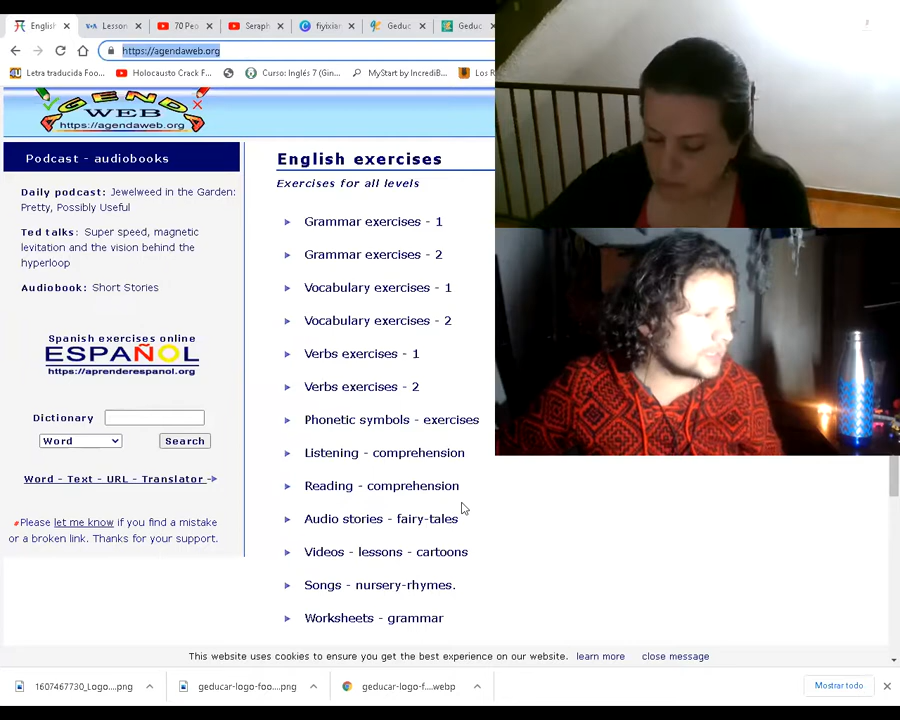 English
Lesson
70 Peo
Seraph
fiyixian
Geduc
Geduc
https://agendaweb.org
Letra traducida Foo...
Holocausto Crack F...
Curso: Inglés 7 (Gin...
MyStart by IncrediB...
Los R
GEND
WEB
https://agendaweb.org
Podcast - audiobooks
Daily podcast: Jewelweed in the Garden:
Pretty, Possibly Useful
Ted talks: Super speed, magnetic
levitation and the vision behind the
hyperloop
Audiobook: Short Stories
Spanish exercises online
ESPAÑOL
https://aprenderespanol.org
Dictionary
Word
Search
Word - Text - URL - Translator
Please let me know if you find a mistake
or a broken link. Thanks for your support.
English exercises
Exercises for all levels
Grammar exercises - 1
Grammar exercises - 2
Vocabulary exercises - 1
Vocabulary exercises - 2
Verbs exercises - 1
Verbs exercises - 2
Phonetic symbols - exercises
Listening - comprehension
Reading - comprehension
Audio stories - fairy-tales
Videos - lessons - cartoons
Songs - nursery-rhymes.
Worksheets - grammar
This website uses cookies to ensure you get the best experience on our website. learn more close message
1607467730_Logo....png
geducar-logo-foo....png
geducar-logo-f....webp
Mostrar todo